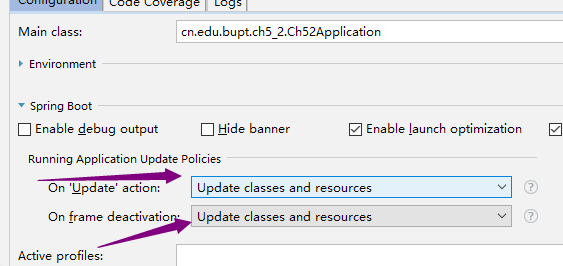 Configuration Code Coverage Logs
Main class: cn.edu.bupt.ch5_2.Ch52Application
Environment
Spring Boot
Enable debug output Hide banner Enable launch optimization
Running Application Update Policies
On 'Update' action: Update classes and resources ?
On frame deactivation: Update classes and resources ?
Active profiles: